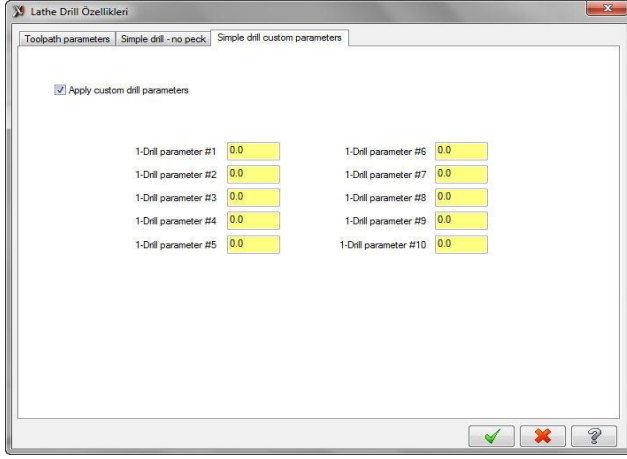 Lathe Drill Özellikleri
Toolpath parameters Simple drill - no peck Simple drill custom parameters
Apply custom drill parameters
1-Drill parameter #1 0.0 1-Drill parameter #6 0.0
1-Drill parameter #2 0.0 1-Drill parameter #7 0.0
1-Drill parameter #3 0.0 1-Drill parameter #8 0.0
1-Drill parameter #4 0.0 1-Drill parameter #9 0.0
1-Drill parameter #5 0.0 1-Drill parameter #10 0.0